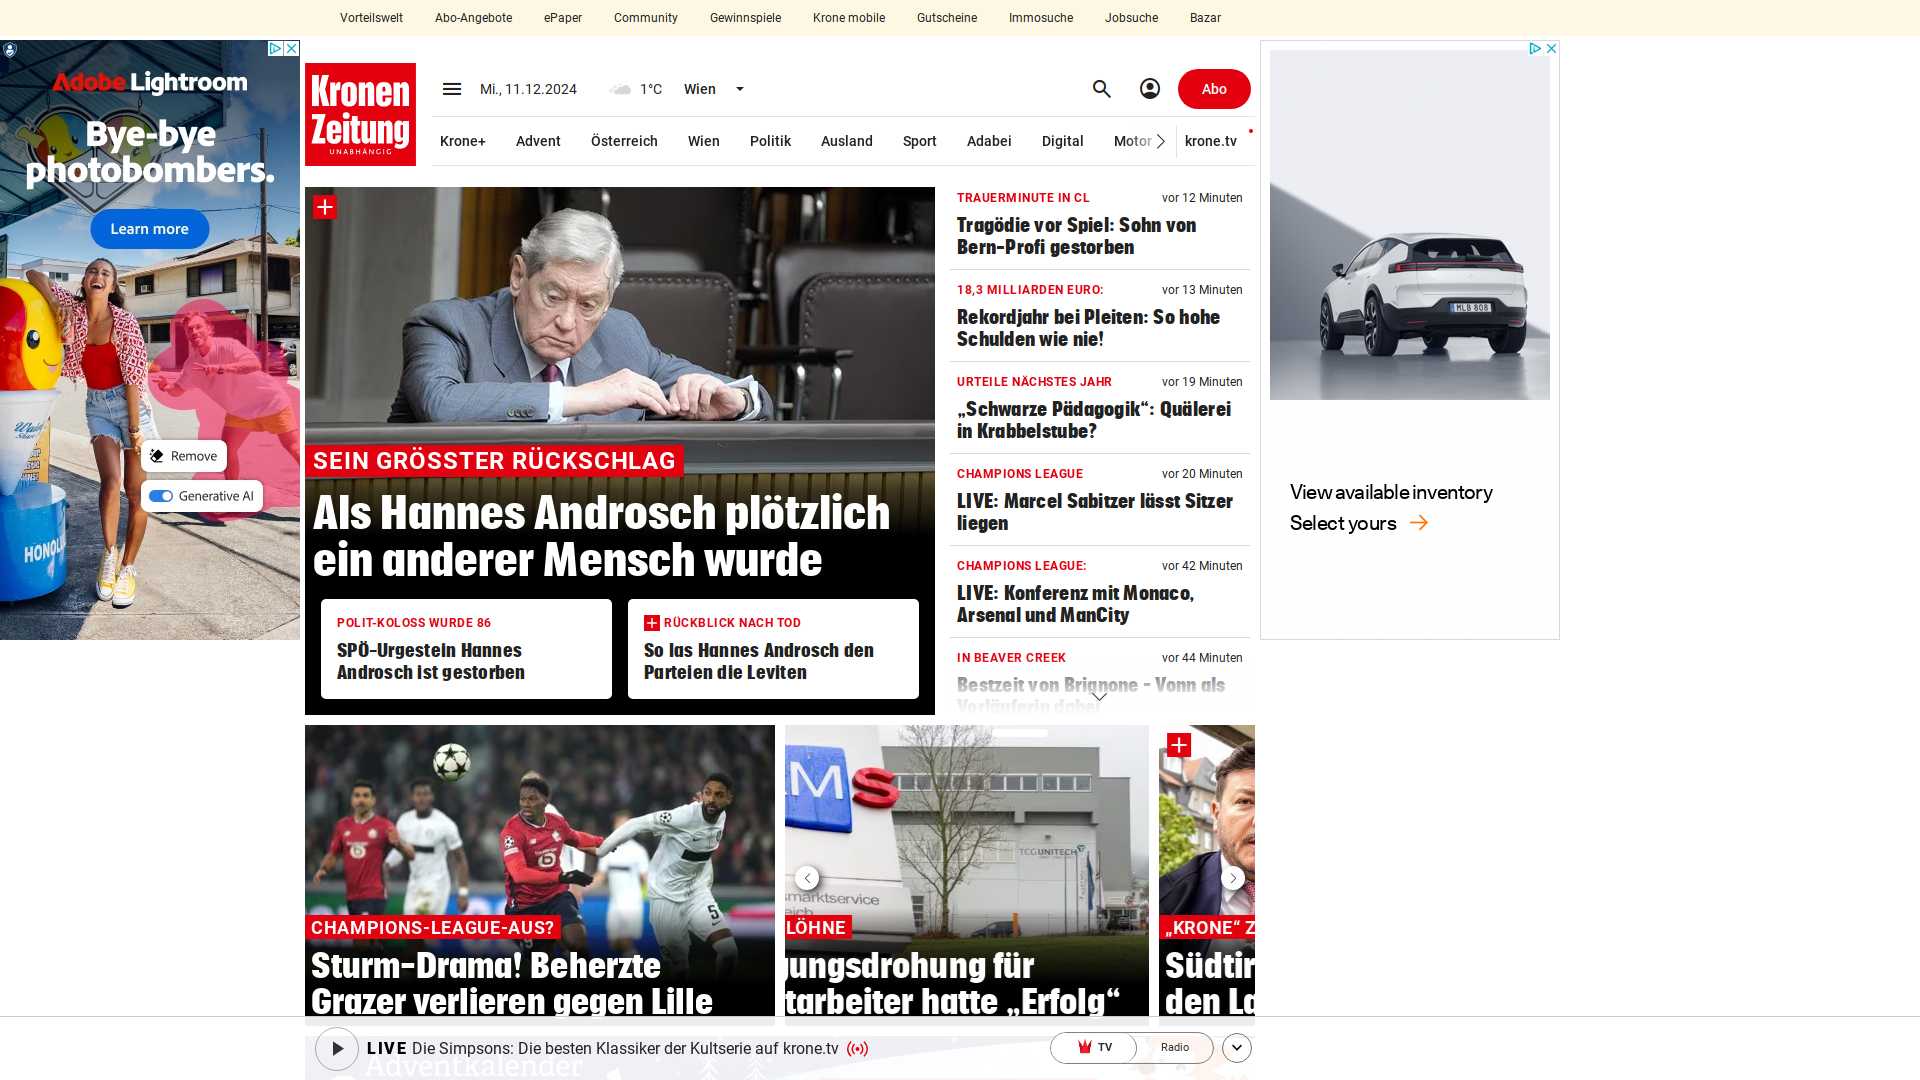 Vorteilswelt
Abo-Angebote
ePaper
Community
Gewinnspiele
Krone mobile
Gutscheine
Immosuche
Jobsuche
Bazar
Adobe Lightroom
Bye-bye
photobombers.
Learn more
Remove
Generative AI
HONOL
Kronen
Zeitung
UNABHÄNGIG
Mi., 11.12.2024
1°C
Wien
Abo
Krone+
Advent
Österreich
Wien
Politik
Ausland
Sport
Adabei
Digital
Motor
krone.tv
SEIN GRÖSSTER RÜCKSCHLAG
Als Hannes Androsch plötzlich
ein anderer Mensch wurde
POLIT-KOLOSS WURDE 86
SPÖ-Urgestein Hannes
Androsch ist gestorben
RÜCKBLICK NACH TOD
So las Hannes Androsch den
Parteien die Leviten
TRAUERMINUTE IN CL
vor 12 Minuten
Tragödie vor Spiel: Sohn von
Bern-Profi gestorben
18,3 MILLIARDEN EURO:
vor 13 Minuten
Rekordjahr bei Pleiten: So hohe
Schulden wie nie!
URTEILE NÄCHSTES JAHR
vor 19 Minuten
„Schwarze Pädagogik“: Quälerei
in Krabbelstube?
CHAMPIONS LEAGUE
vor 20 Minuten
LIVE: Marcel Sabitzer lässt Sitzer
liegen
CHAMPIONS LEAGUE:
vor 42 Minuten
LIVE: Konferenz mit Monaco,
Arsenal und ManCity
IN BEAVER CREEK
vor 44 Minuten
Bestzeit von Brignone - Vonn als
Vorläuferin dabei
MLB 808
View available inventory
Select yours
CHAMPIONS-LEAGUE-AUS?
Sturm-Drama! Beherzte
Grazer verlieren gegen Lille
MS
TCG UNITECH
smarktservice
reich
LÖHNE
gungsdrohung für
tarbeiter hatte „Erfolg“
„KRONE“ Z
Südtir
den La
5
LIVE Die Simpsons: Die besten Klassiker der Kultserie auf krone.tv
TV
Radio
Adventkalender